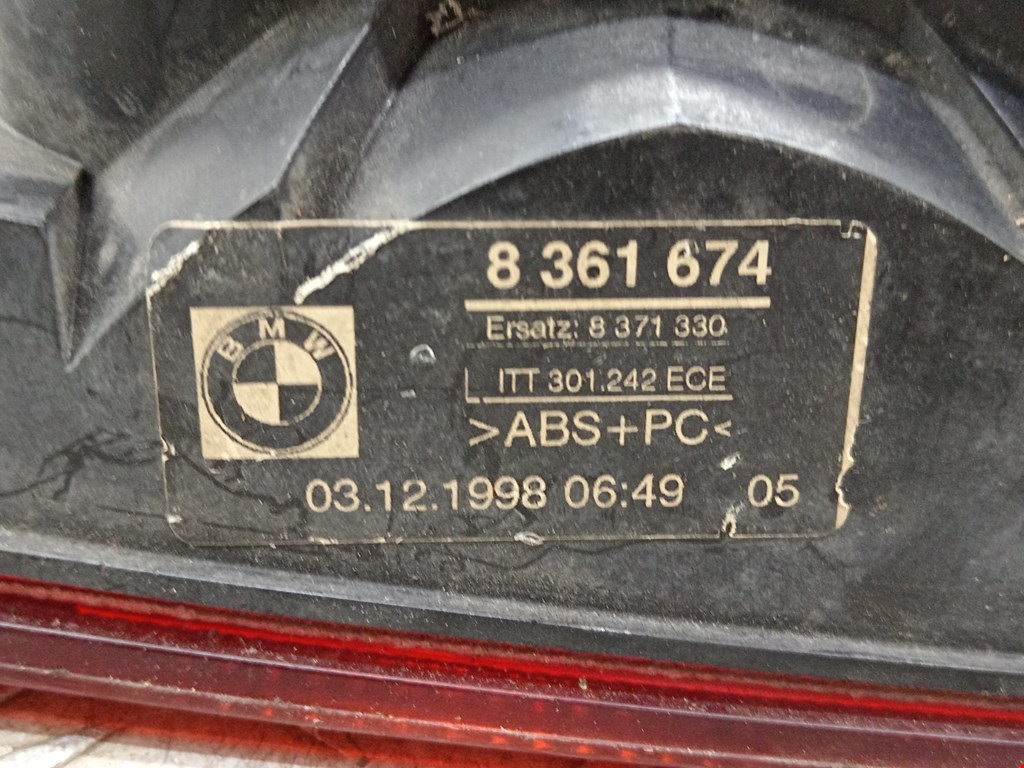 8 361 674
Ersatz: 8 371 330
BMW
ITT 301.242 ECE
>ABS+PC<
03.12.1998 06:49 05